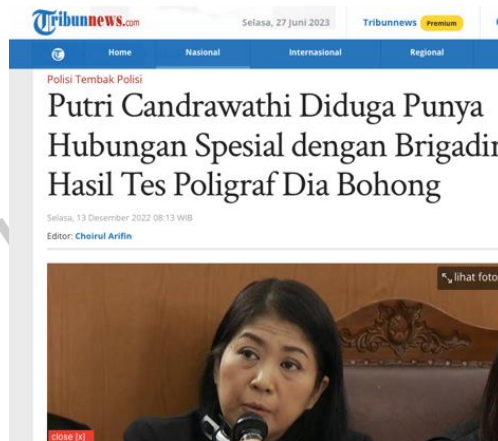 Tribunnews.com
Selasa, 27 Juni 2023
Tribunnews Premium
Home Nasional Internasional Regional
Polisi Tembak Polisi
Putri Candrawathi Diduga Punya
Hubungan Spesial dengan
Hasil Tes Poligraf Dia Bohong
Selasa, 13 Desember 2022 08:13 WIB
Editor: Choirul Arifin
lihat foto
close [x]